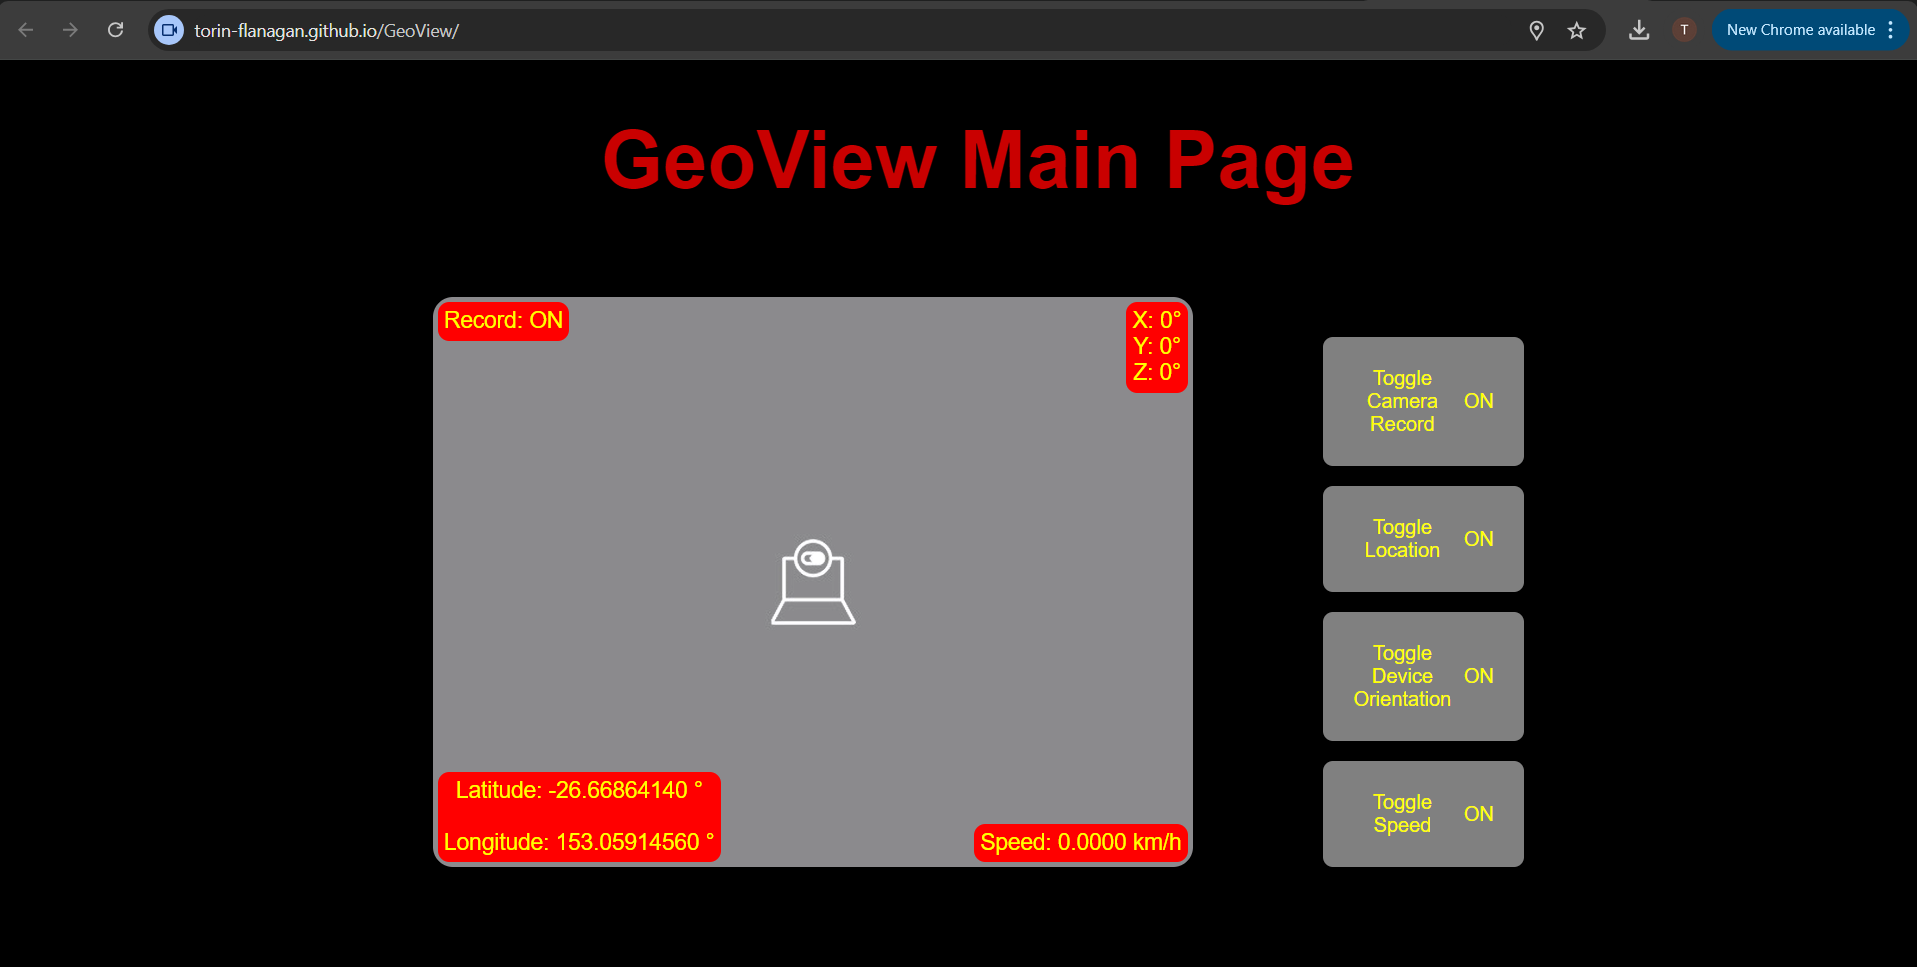 torin-flanagan.github.io/GeoView/
T
New Chrome available
GeoView Main Page
Record: ON
X: 0°
Y: 0°
Z: 0°
Latitude: -26.66864140 °
Longitude: 153.05914560 °
Speed: 0.0000 km/h
Toggle
Camera
Record
ON
Toggle
Location
ON
Toggle
Device
Orientation
ON
Toggle
Speed
ON